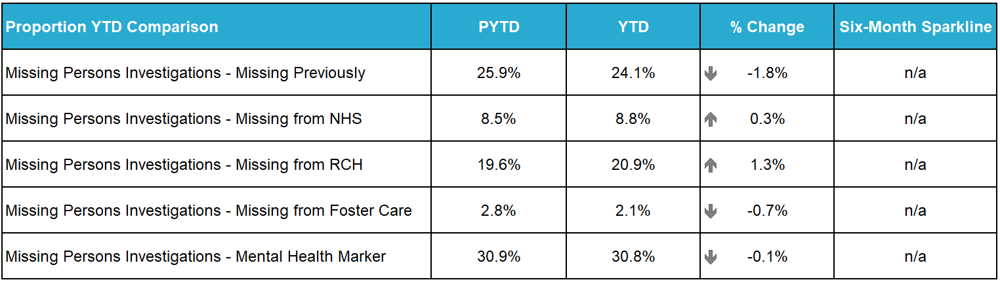 Proportion YTD Comparison PYTD YTD % Change Six-Month Sparkline
Missing Persons Investigations - Missing Previously 25.9% 24.1% -1.8% n/a
Missing Persons Investigations - Missing from NHS 8.5% 8.8% 0.3% n/a
Missing Persons Investigations - Missing from RCH 19.6% 20.9% 1.3% n/a
Missing Persons Investigations - Missing from Foster Care 2.8% 2.1% -0.7% n/a
Missing Persons Investigations - Mental Health Marker 30.9% 30.8% -0.1% n/a